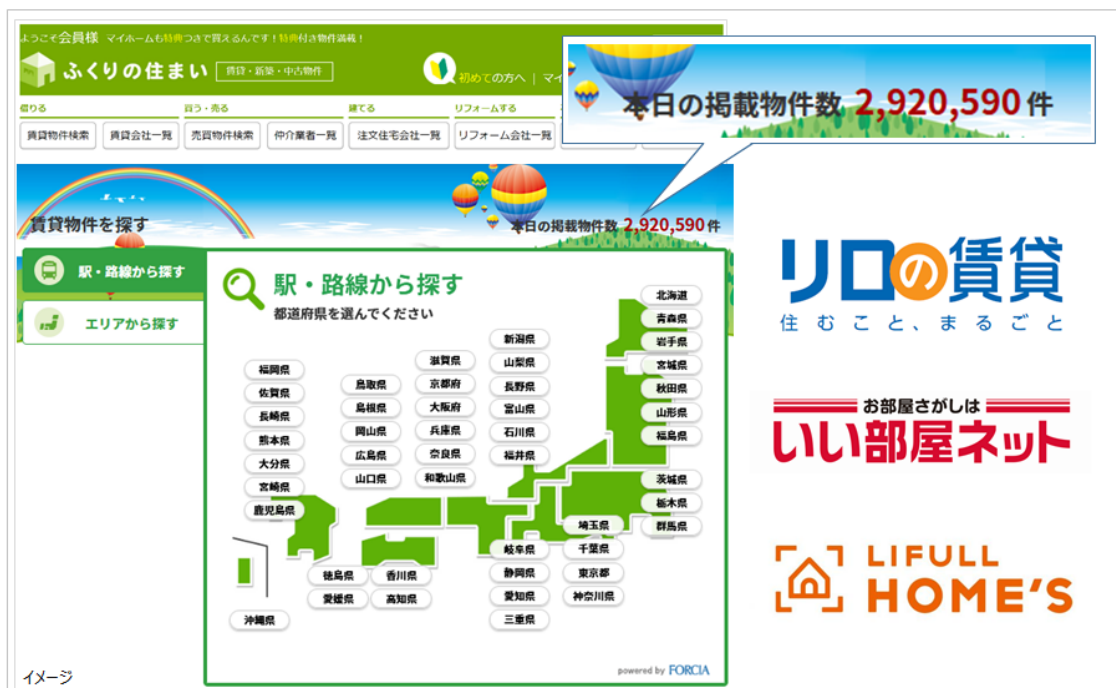 ようこそ会員様 マイホームも特典つきで買えるんです！特典付き物件満載！
ふくりの住まい 賃貸・新築・中古物件
初めての方へ | マイ
借りる 買う・売る 建てる リフォームする
賃貸物件検索 賃貸会社一覧 売買物件検索 仲介業者一覧 注文住宅会社一覧 リフォーム会社一覧
本日の掲載物件数 2,920,590 件
賃貸物件を探す
本日の掲載物件数 2,920,590 件
駅・路線から探す
エリアから探す
駅・路線から探す
都道府県を選んでください
北海道
青森県
岩手県
宮城県
秋田県
山形県
福島県
新潟県
山梨県
長野県
富山県
石川県
福井県
滋賀県
京都府
大阪府
兵庫県
奈良県
和歌山県
鳥取県
島根県
岡山県
広島県
山口県
福岡県
佐賀県
長崎県
熊本県
大分県
宮崎県
鹿児島県
茨城県
栃木県
群馬県
埼玉県
千葉県
東京都
神奈川県
岐阜県
静岡県
愛知県
三重県
徳島県 香川県
愛媛県 高知県
沖縄県
powered by FORCIA
イメージ
リロの賃貸
住むこと、まるごと
お部屋さがしは
いい部屋ネット
LIFULL
HOME'S